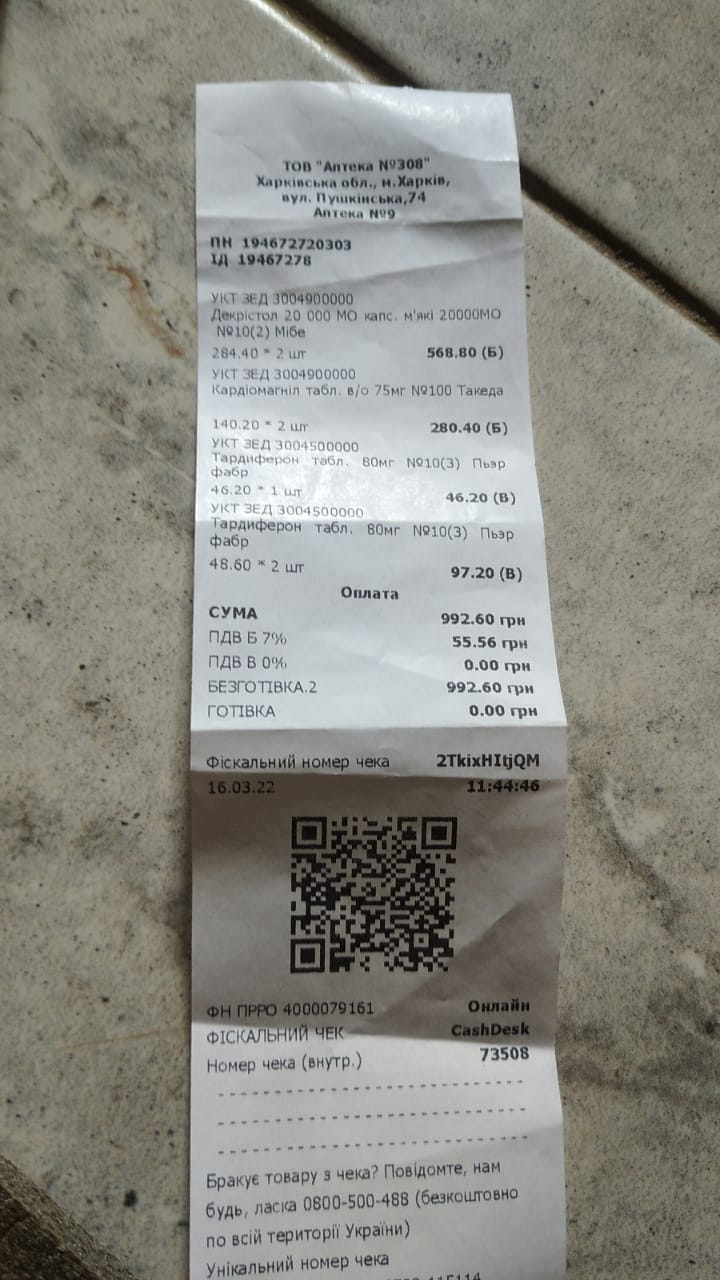 ТОВ "Аптека №308"
Харківська обл., м.Харків,
вул. Пушкінська,74
Аптека №9
ПН 194672720303
ІД 19467278
УКТ ЗЕД 3004900000
Декрістол 20 000 МО капс. м'які 20000МО
№10(2) Мібе
284.40 * 2 шт 568.80 (Б)
УКТ ЗЕД 3004900000
Кардіомагніл табл. в/о 75мг №100 Такеда
140.20 * 2 шт 280.40 (Б)
УКТ ЗЕД 3004500000
Тардиферон табл. 80мг №10(3) Пьэр
фабр
46.20 * 1 шт 46.20 (В)
УКТ ЗЕД 3004500000
Тардиферон табл. 80мг №10(3) Пьэр
фабр
48.60 * 2 шт 97.20 (В)
Оплата
СУМА 992.60 грн
ПДВ Б 7% 55.56 грн
ПДВ В 0% 0.00 грн
БЕЗГОТІВКА.2 992.60 грн
ГОТІВКА 0.00 грн
Фіскальний номер чека 2TkixHItjQM
16.03.22 11:44:46
ФН ПРРО 4000079161 Онлайн
ФІСКАЛЬНИЙ ЧЕК CashDesk
Номер чека (внутр.) 73508
Бракує товару з чека? Повідомте, нам
будь, ласка 0800-500-488 (безкоштовно
по всій території України)
Унікальний номер чека